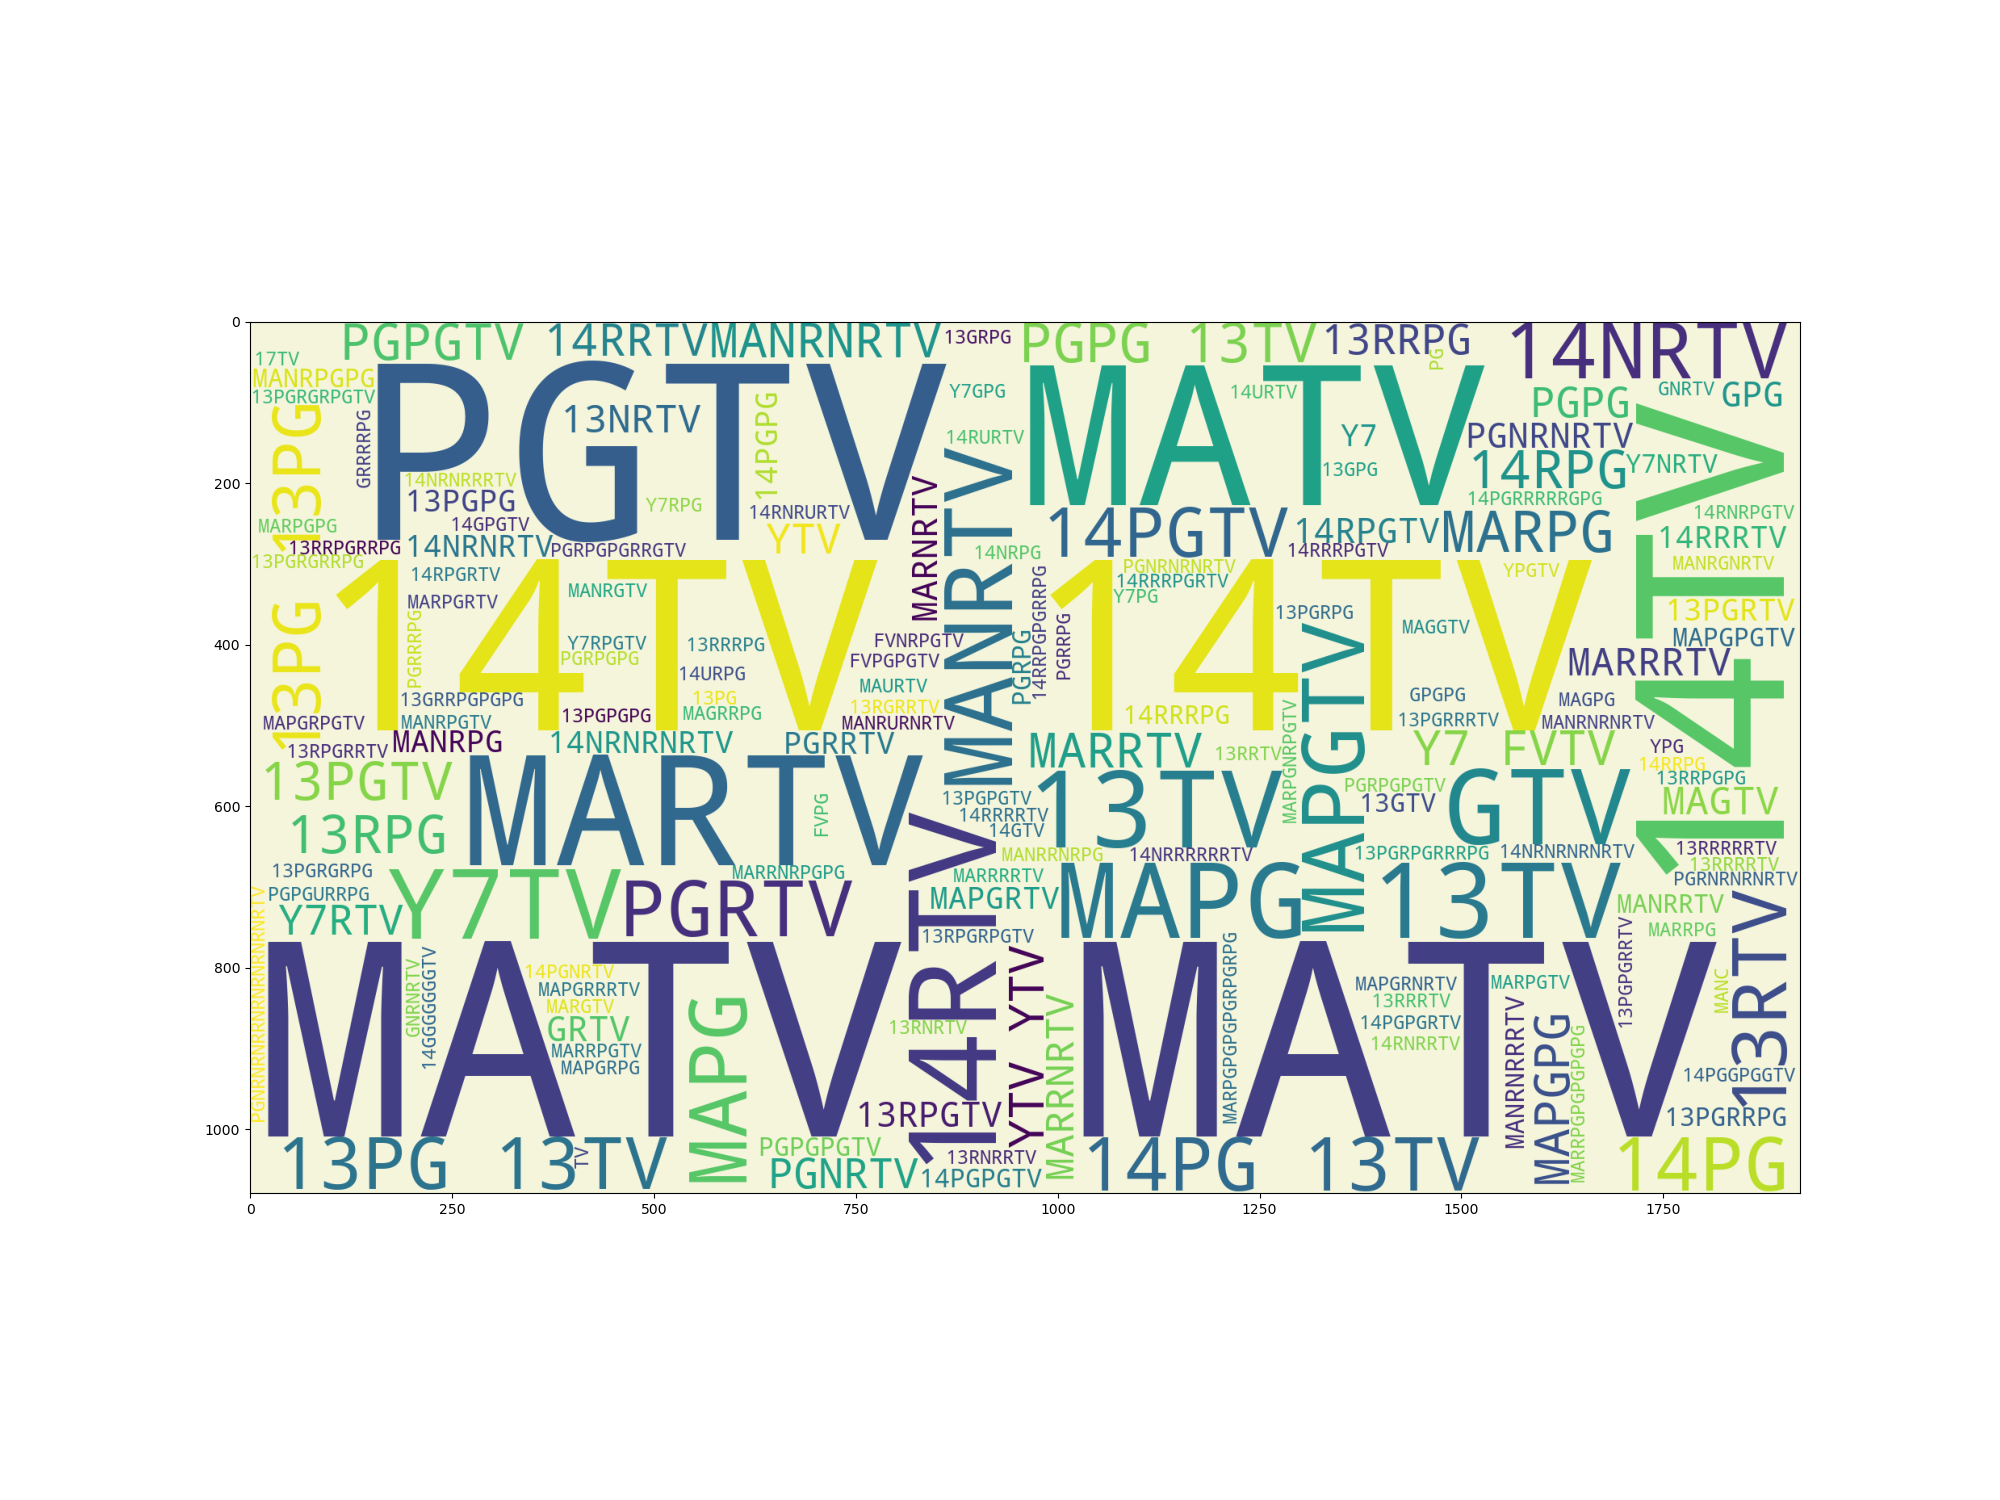 0 PGPGTV 14RRTV MANRNRTV 13GRPG PGPG 13TV 13RRPG 14NRTV
17TV PG
MANRPGPG PGTV MATV
13PGRGRPGTV Y7GPG 14URTV PGPG GNRTV GPG
13PG GRRRRPG 13NRTV 14PGPG 14RURTV Y7 PGNRNRTV 14TV
200 14NRNRRRTV 13GPG 14RPG Y7NRTV
13PGPG Y7RPG 14RNRURTV MARNRTV MANRTV 14PGRRRRRGPG 14RNRPGTV
MARPGPG 14GPGTV YTV 14PGTV 14RPGTV MARPG 14RRRTV
13RRPGRRPG 14NRNRTV PGRPGPGRRGTV 14NRPG 14RRRPGTV
13PGRGRRPG 14TV 14TV PGNRNRNRTV YPGTV MANRGNRTV
14RPGRTV MANRGTV 14RRRPGRTV
MARPGRTV Y7PG 13PGRPG 13PGRTV
13PG PGRRRPG 14RRPGPGRRPG PGRRPG MAGGTV MAPGPGTV
400 Y7RPGTV 13RRRPG FVNRPGTV PGRPG MAPGTV
PGRPGPG 14URPG FVPGPGTV MARRRTV
13GRRPGPGPG 13PG MAURTV GPGPG MAGPG
MAPGRPGTV MANRPGTV 13PGPGPG MAGRRPG 13RGRRTV MANRURNRTV 14RRRPG 13PGRRRTV MANRNRNRTV
13RPGRRTV MANRPG 14NRNRNRTV PGRRTV MARRTV 13RRTV MARPGNRPGTV Y7 FVTV YPG
13PGTV MARTV 14RRPG
600 FVPG 13PGPGTV 13TV PGRPGPGTV 13GTV GTV 13RRPGPG
13RPG 14RTV 14RRRRTV MAGTV
14GTV
13PGRGRPG MARRNRPGPG MANRRNRPG 14NRRRRRRTV 13PGRPGRRRPG 14NRNRNRNRTV 13RRRRRTV
PGPGURRPG Y7TV PGRTV MARRRRTV MAPG 13TV 13RRRRTV
Y7RTV MAPGRTV PGRNRNRNRTV
13RPGRPGTV MANRRTV
MATV MATV 13PGPGRRTV MARRPG 13RTV
800 GNRNRTV 14GGGGGGGTV 14PGNRTV YTV YTV MARPGPGPGPGRPGRPG MAPGRNRTV MARPGTV MANC
MAPGRRRTV 13RRRTV
MARGTV MAPG MARRNRTV
GRTV 13RNRTV 14PGPGRTV MANRNRRRTV MAPGPG MARRPGPGPGPGPG
MARRPGTV 14RNRRTV
MAPGRPG 14PGGPGGTV
1000 13RPGTV 13PGRRPG
13PG 13TV TV PGPGPGTV 13RNRRTV 14PG 13TV 14PG
PGNRTV 14PGPGTV
0 250 500 750 1000 1250 1500 1750